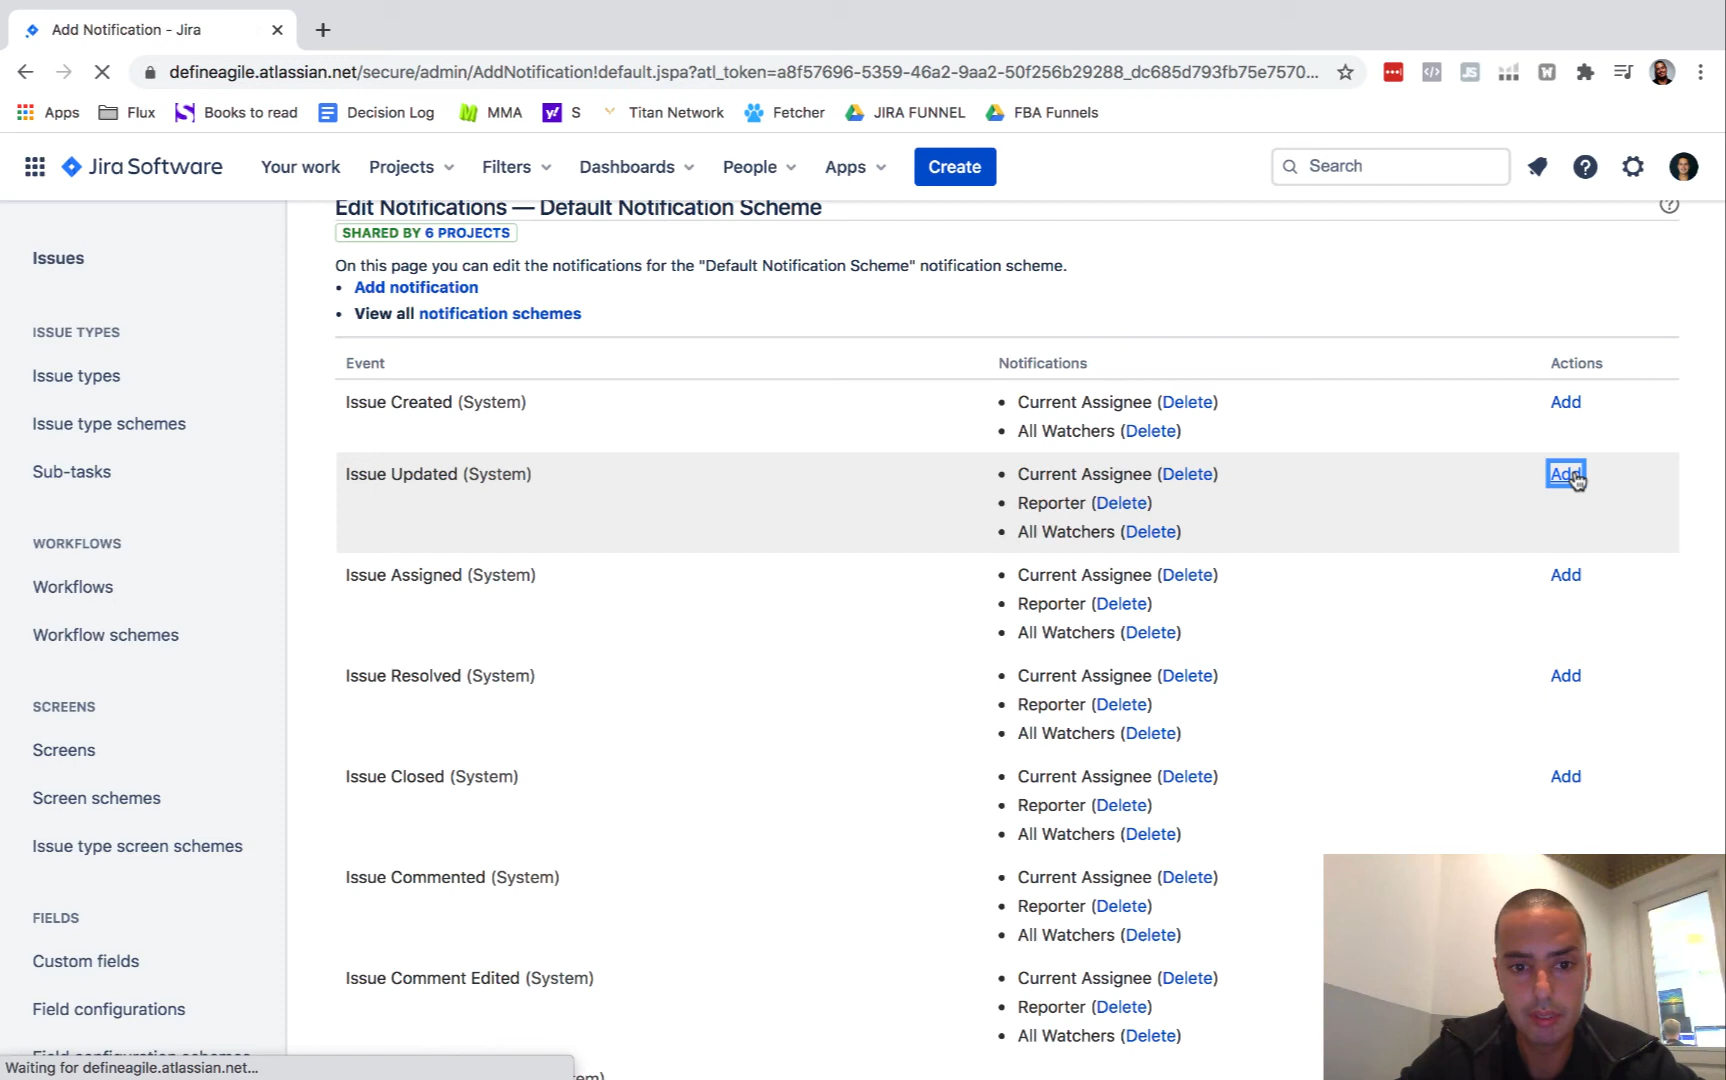 Add Notification - Jira
defineagile.atlassian.net/secure/admin/AddNotification!default.jspa?atl_token=a8f57696-5359-46a2-9aa2-50f256b29288_dc685d793fb75e7570...
Apps Flux Books to read Decision Log MMA S Titan Network Fetcher JIRA FUNNEL FBA Funnels
Jira Software Your work Projects Filters Dashboards People Apps Create Search
Edit Notifications — Default Notification Scheme
SHARED BY 6 PROJECTS
On this page you can edit the notifications for the "Default Notification Scheme" notification scheme.
• Add notification
• View all notification schemes
Issues
ISSUE TYPES
Issue types
Issue type schemes
Sub-tasks
WORKFLOWS
Workflows
Workflow schemes
SCREENS
Screens
Screen schemes
Issue type screen schemes
FIELDS
Custom fields
Field configurations
Event Notifications Actions
Issue Created (System) • Current Assignee (Delete) Add
• All Watchers (Delete)
Issue Updated (System) • Current Assignee (Delete) Add
• Reporter (Delete)
• All Watchers (Delete)
Issue Assigned (System) • Current Assignee (Delete) Add
• Reporter (Delete)
• All Watchers (Delete)
Issue Resolved (System) • Current Assignee (Delete) Add
• Reporter (Delete)
• All Watchers (Delete)
Issue Closed (System) • Current Assignee (Delete) Add
• Reporter (Delete)
• All Watchers (Delete)
Issue Commented (System) • Current Assignee (Delete)
• Reporter (Delete)
• All Watchers (Delete)
Issue Comment Edited (System) • Current Assignee (Delete)
• Reporter (Delete)
• All Watchers (Delete)
Waiting for defineagile.atlassian.net...